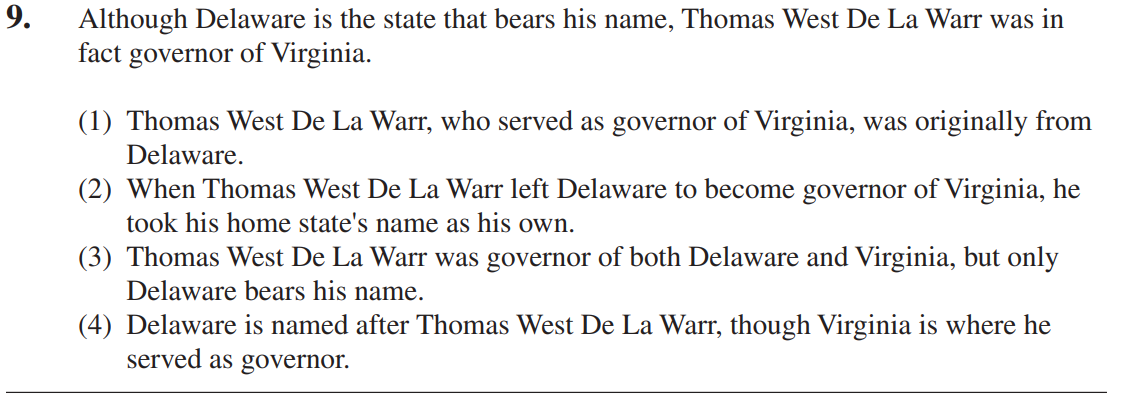 9. Although Delaware is the state that bears his name, Thomas West De La Warr was in
fact governor of Virginia.
(1) Thomas West De La Warr, who served as governor of Virginia, was originally from
Delaware.
(2) When Thomas West De La Warr left Delaware to become governor of Virginia, he
took his home state's name as his own.
(3) Thomas West De La Warr was governor of both Delaware and Virginia, but only
Delaware bears his name.
(4) Delaware is named after Thomas West De La Warr, though Virginia is where he
served as governor.